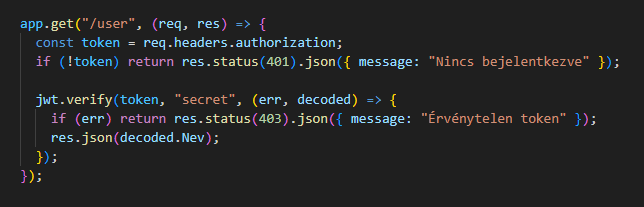 app.get("/user", (req, res) => {
  const token = req.headers.authorization;
  if (!token) return res.status(401).json({ message: "Nincs bejelentkezve" });

  jwt.verify(token, "secret", (err, decoded) => {
    if (err) return res.status(403).json({ message: "Érvénytelen token" });
    res.json(decoded.Nev);
  });
});